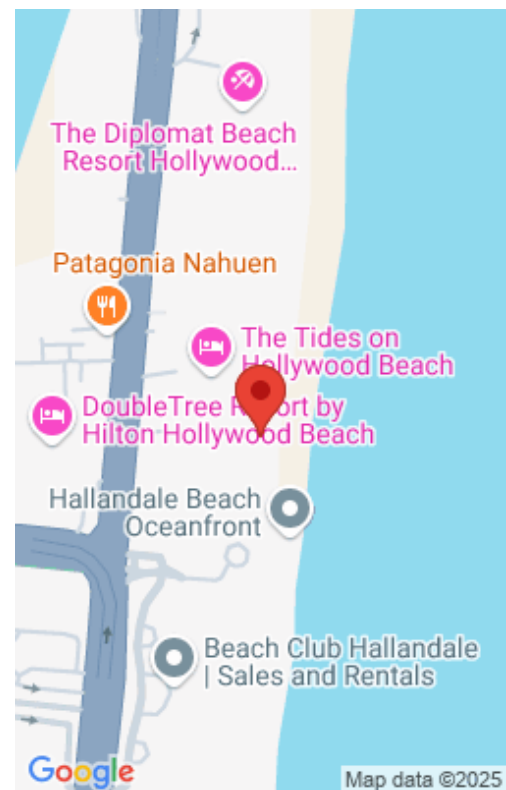 The Diplomat Beach
Resort Hollywood...
Patagonia Nahuen
The Tides on
Hollywood Beach
DoubleTree Resort by
Hilton Hollywood Beach
Hallandale Beach
Oceanfront
Beach Club Hallandale
| Sales and Rentals
Google
Map data ©2025